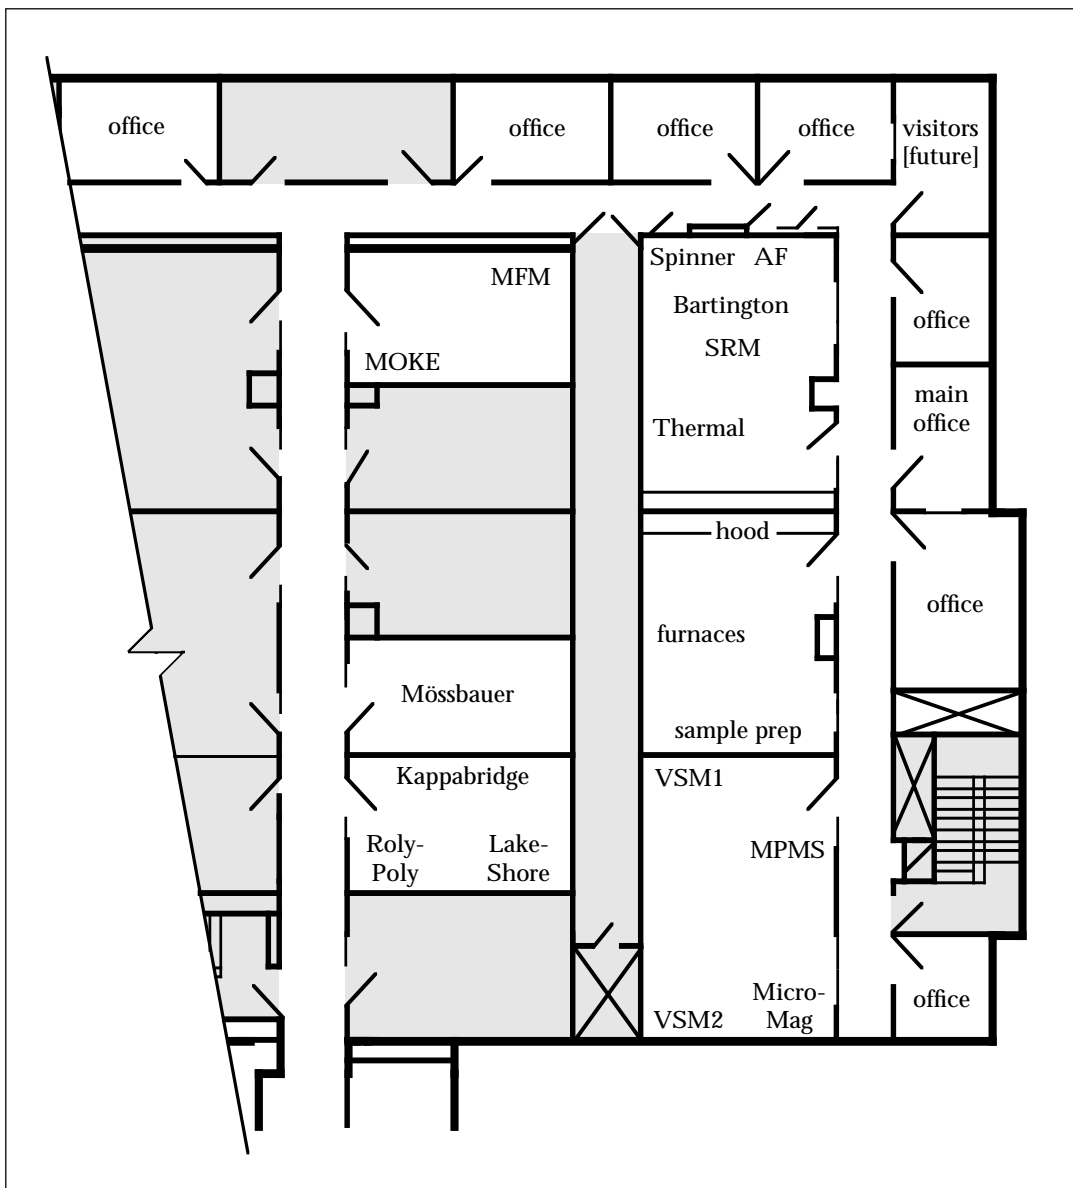 office
office
office
office
visitors
[future]
MFM
Spinner AF
Bartington
SRM
office
MOKE
main
office
Thermal
hood
office
furnaces
Mössbauer
sample prep
Kappabridge
VSM1
Roly-
Poly
Lake-
Shore
MPMS
Micro-
Mag
VSM2
office